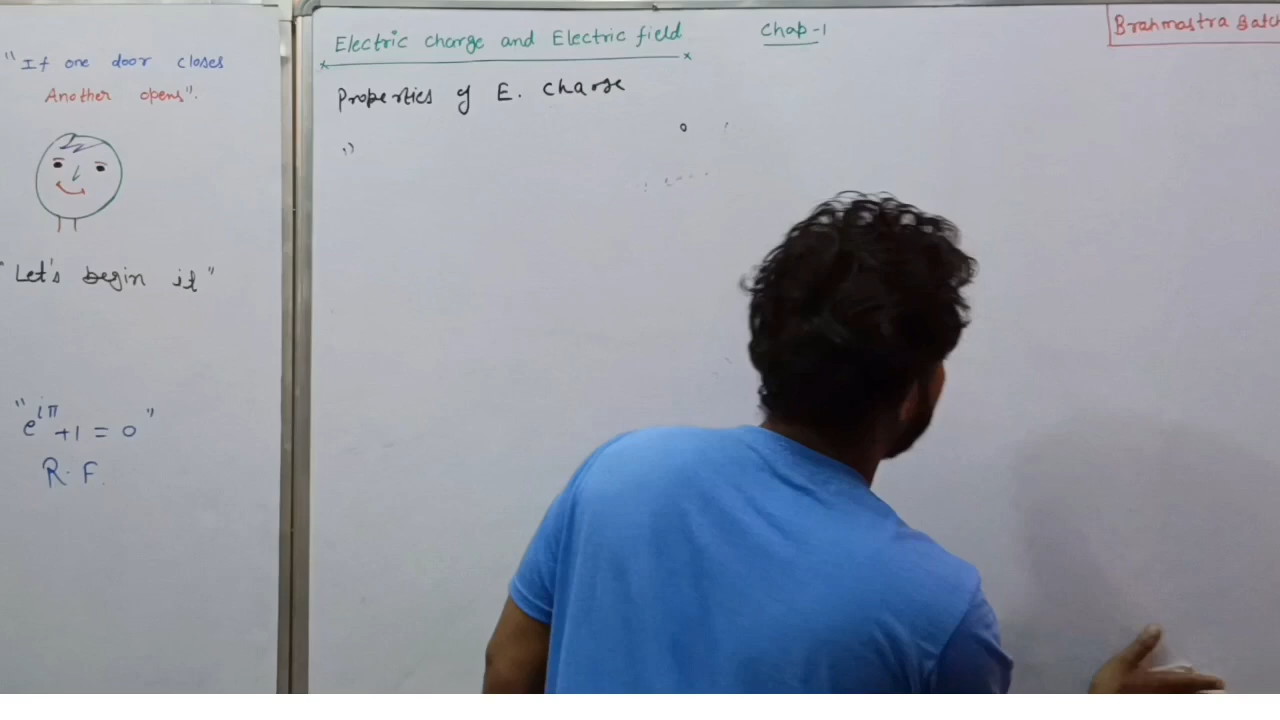 "If one door closes
Another opens".
"Let's begin it"
"e^iπ +1 = 0"
R. F.
Electric charge and Electric field
Chap-1
Brahmastra Batch
Properties of E. charge
1)